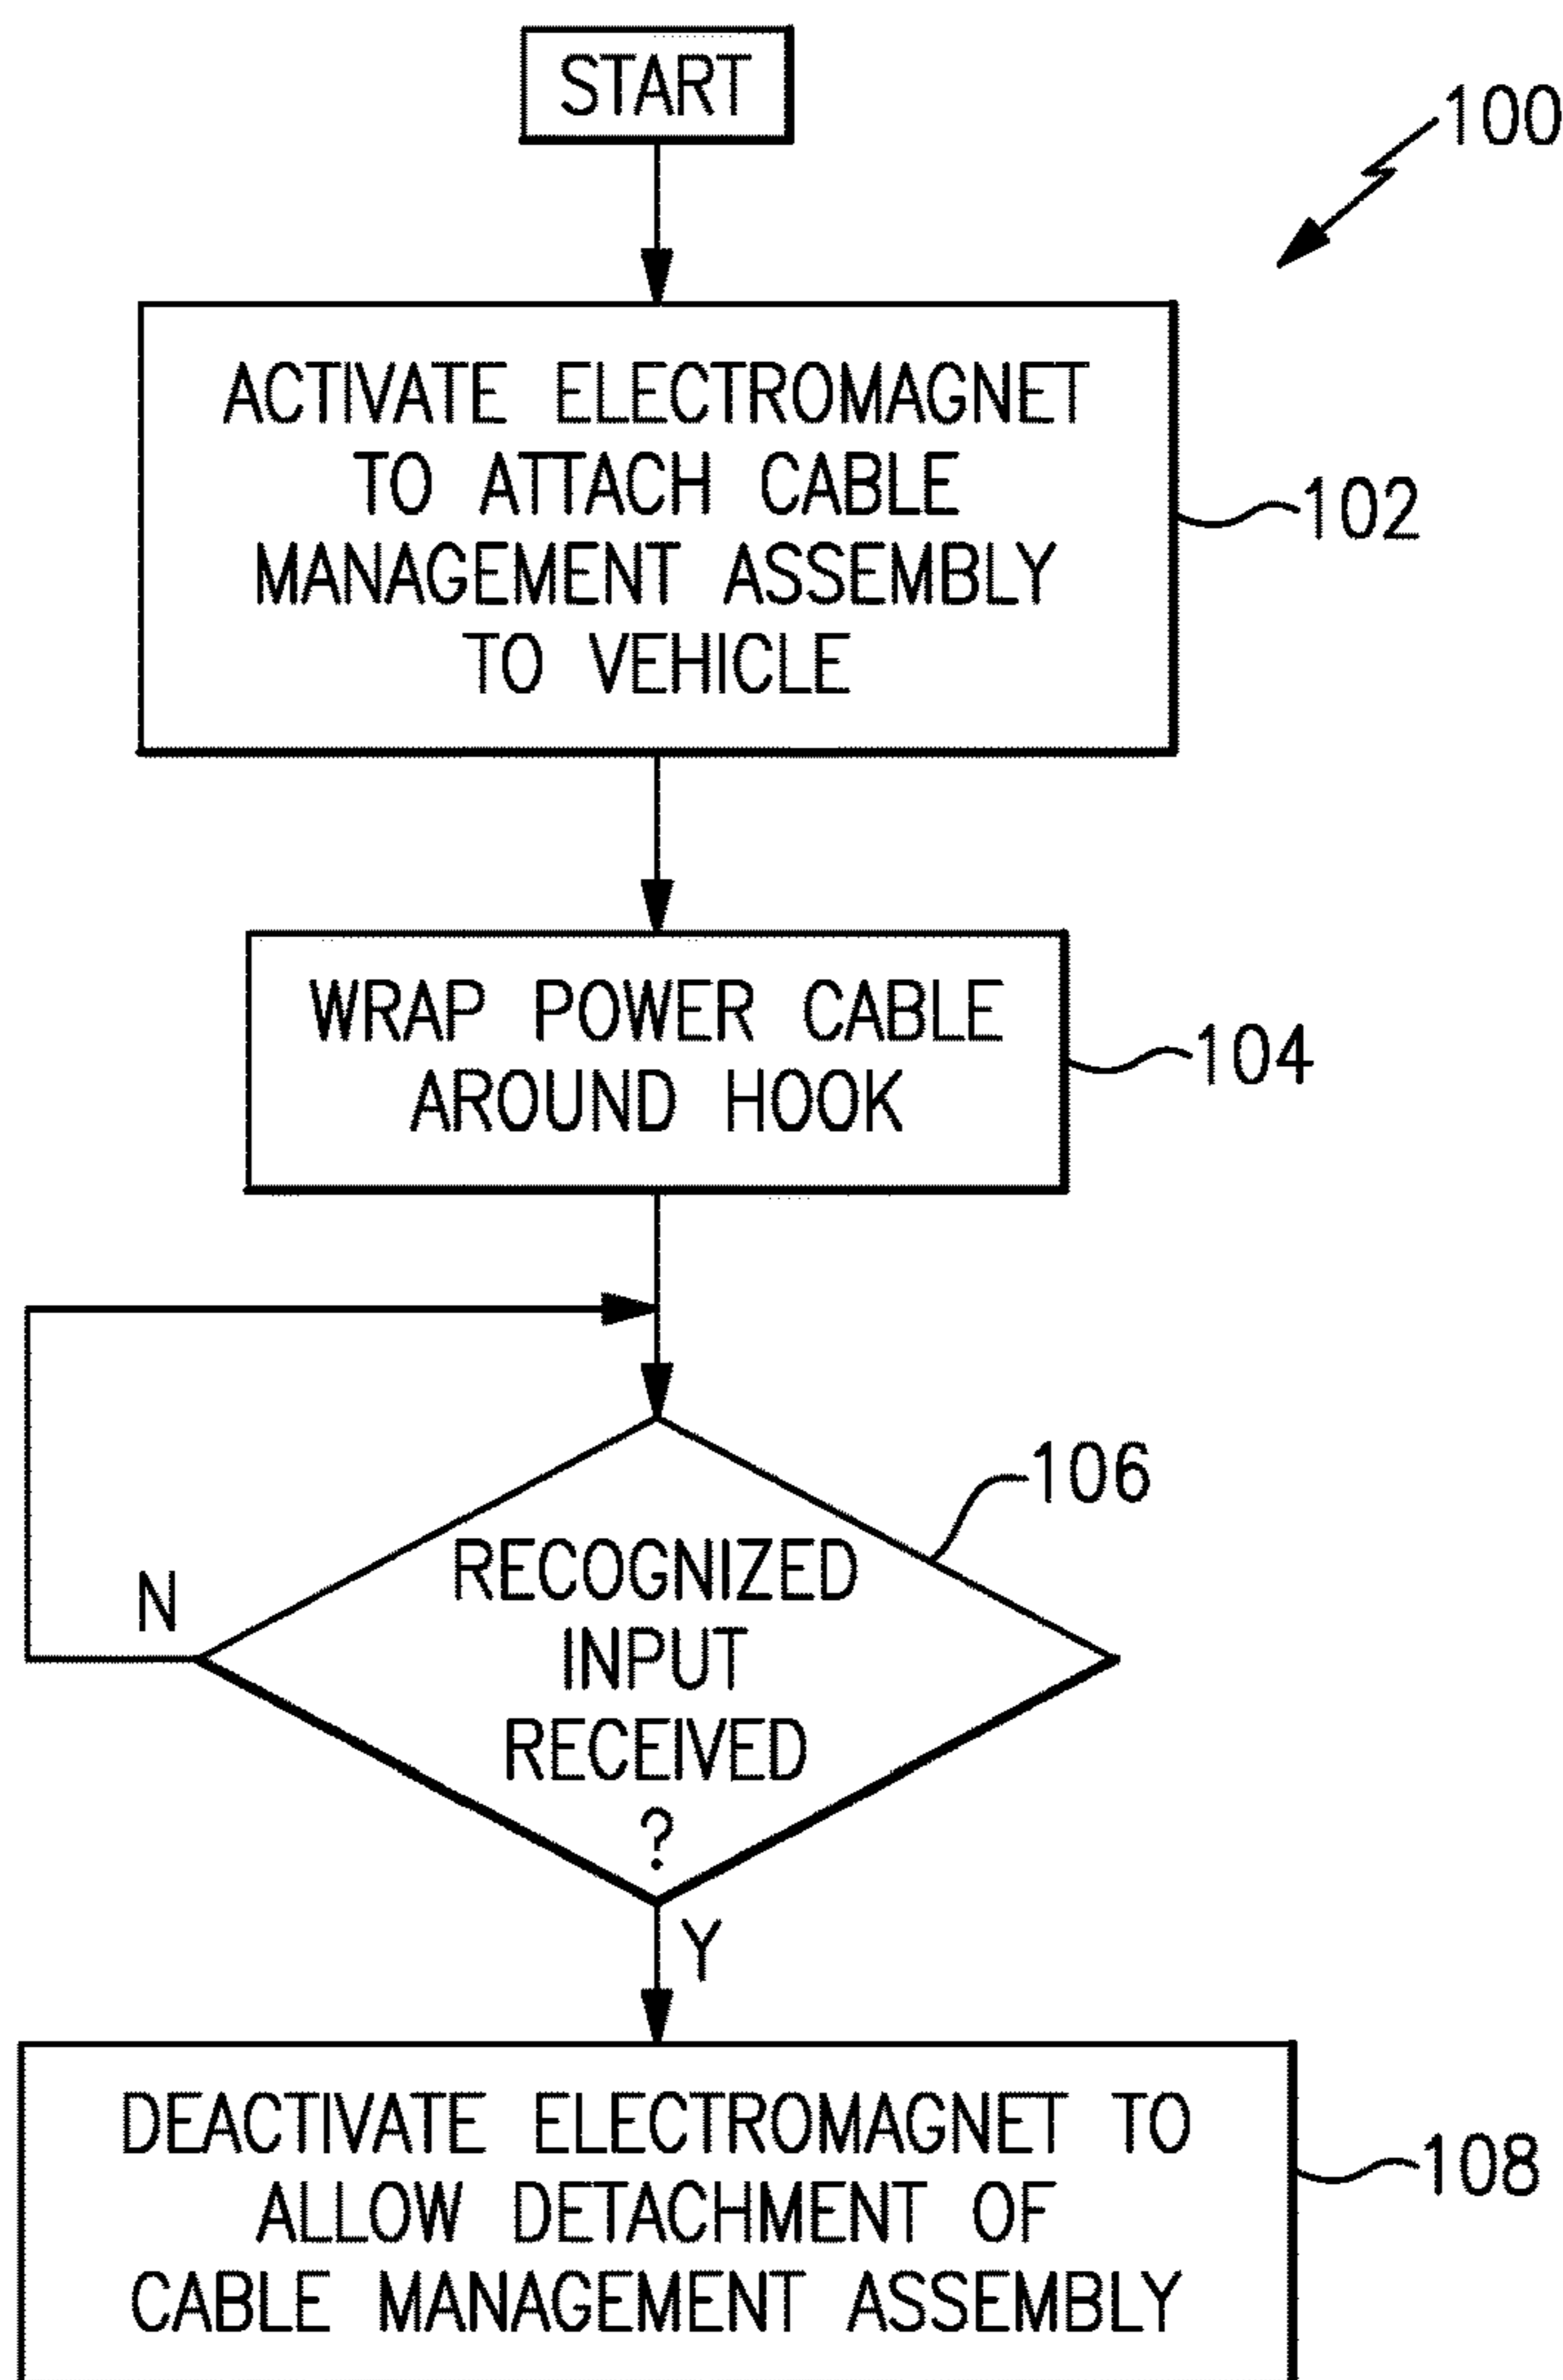 START
100
ACTIVATE ELECTROMAGNET
TO ATTACH CABLE
MANAGEMENT ASSEMBLY
TO VEHICLE
102
WRAP POWER CABLE
AROUND HOOK
104
106
RECOGNIZED
INPUT
RECEIVED
?
N
Y
DEACTIVATE ELECTROMAGNET TO
ALLOW DETACHMENT OF
CABLE MANAGEMENT ASSEMBLY
108